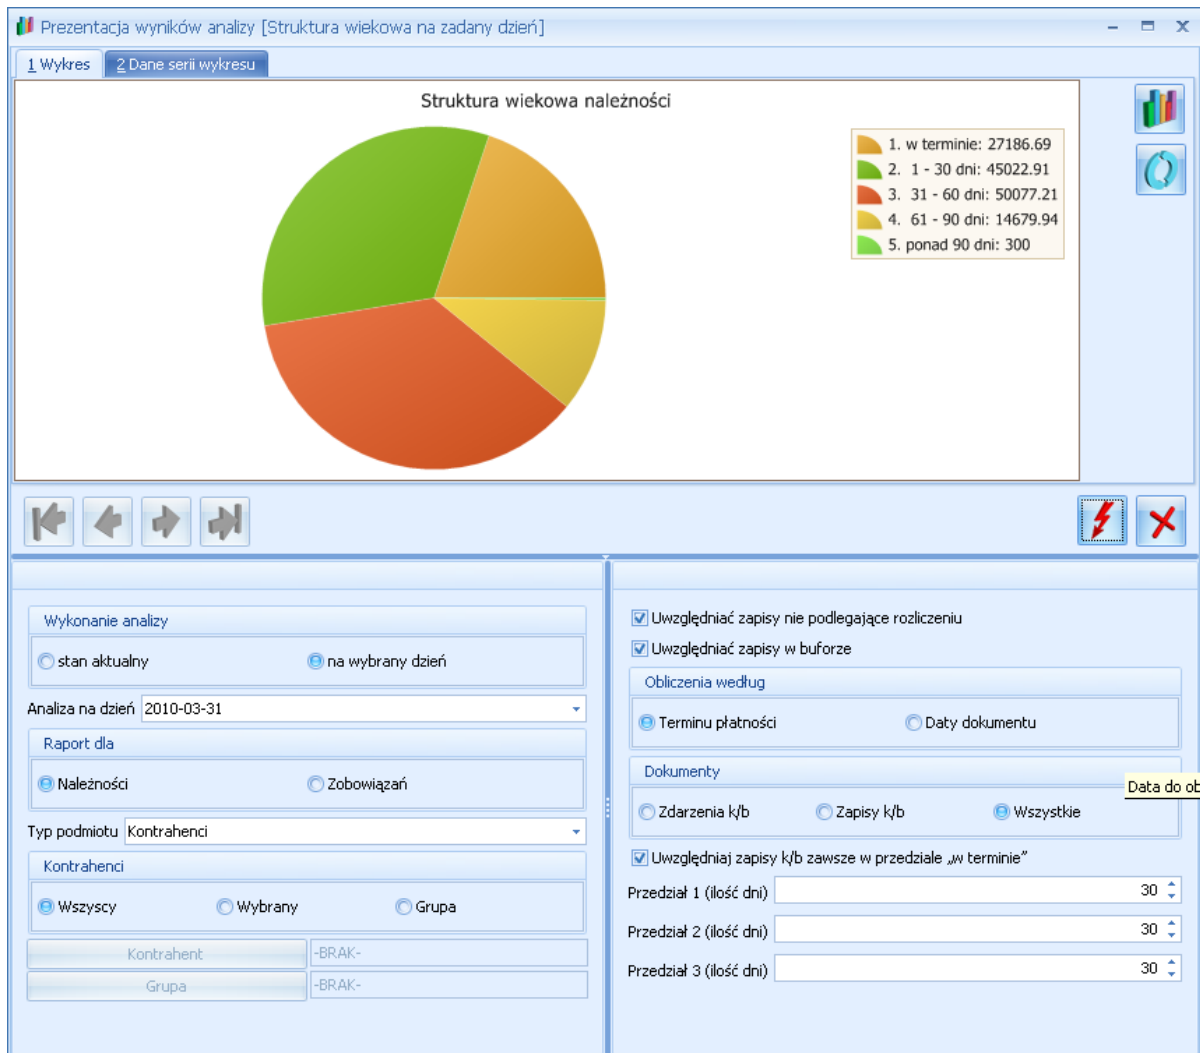 Prezentacja wyników analizy [Struktura wiekowa na zadany dzień]
1 Wykres 2 Dane serii wykresu
Struktura wiekowa należności
1. w terminie: 27186.69
2. 1 - 30 dni: 45022.91
3. 31 - 60 dni: 50077.21
4. 61 - 90 dni: 14679.94
5. ponad 90 dni: 300
Wykonanie analizy
stan aktualny na wybrany dzień
Analiza na dzień 2010-03-31
Raport dla
Należności Zobowiązań
Typ podmiotu Kontrahenci
Kontrahenci
Wszyscy Wybrany Grupa
Kontrahent -BRAK-
Grupa -BRAK-
Uwzględniać zapisy nie podlegające rozliczeniu
Uwzględniać zapisy w buforze
Obliczenia według
Terminu płatności Daty dokumentu
Dokumenty
Data do ob
Zdarzenia k/b Zapisy k/b Wszystkie
Uwzględniaj zapisy k/b zawsze w przedziale „w terminie”
Przedział 1 (ilość dni) 30
Przedział 2 (ilość dni) 30
Przedział 3 (ilość dni) 30